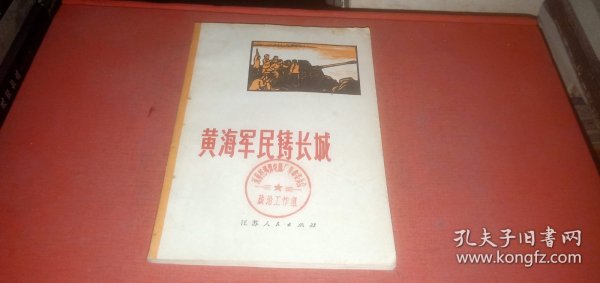 黄海军民铸长城
政治工作组
江苏人民出版社
孔夫子旧书网
www.kongfz.com